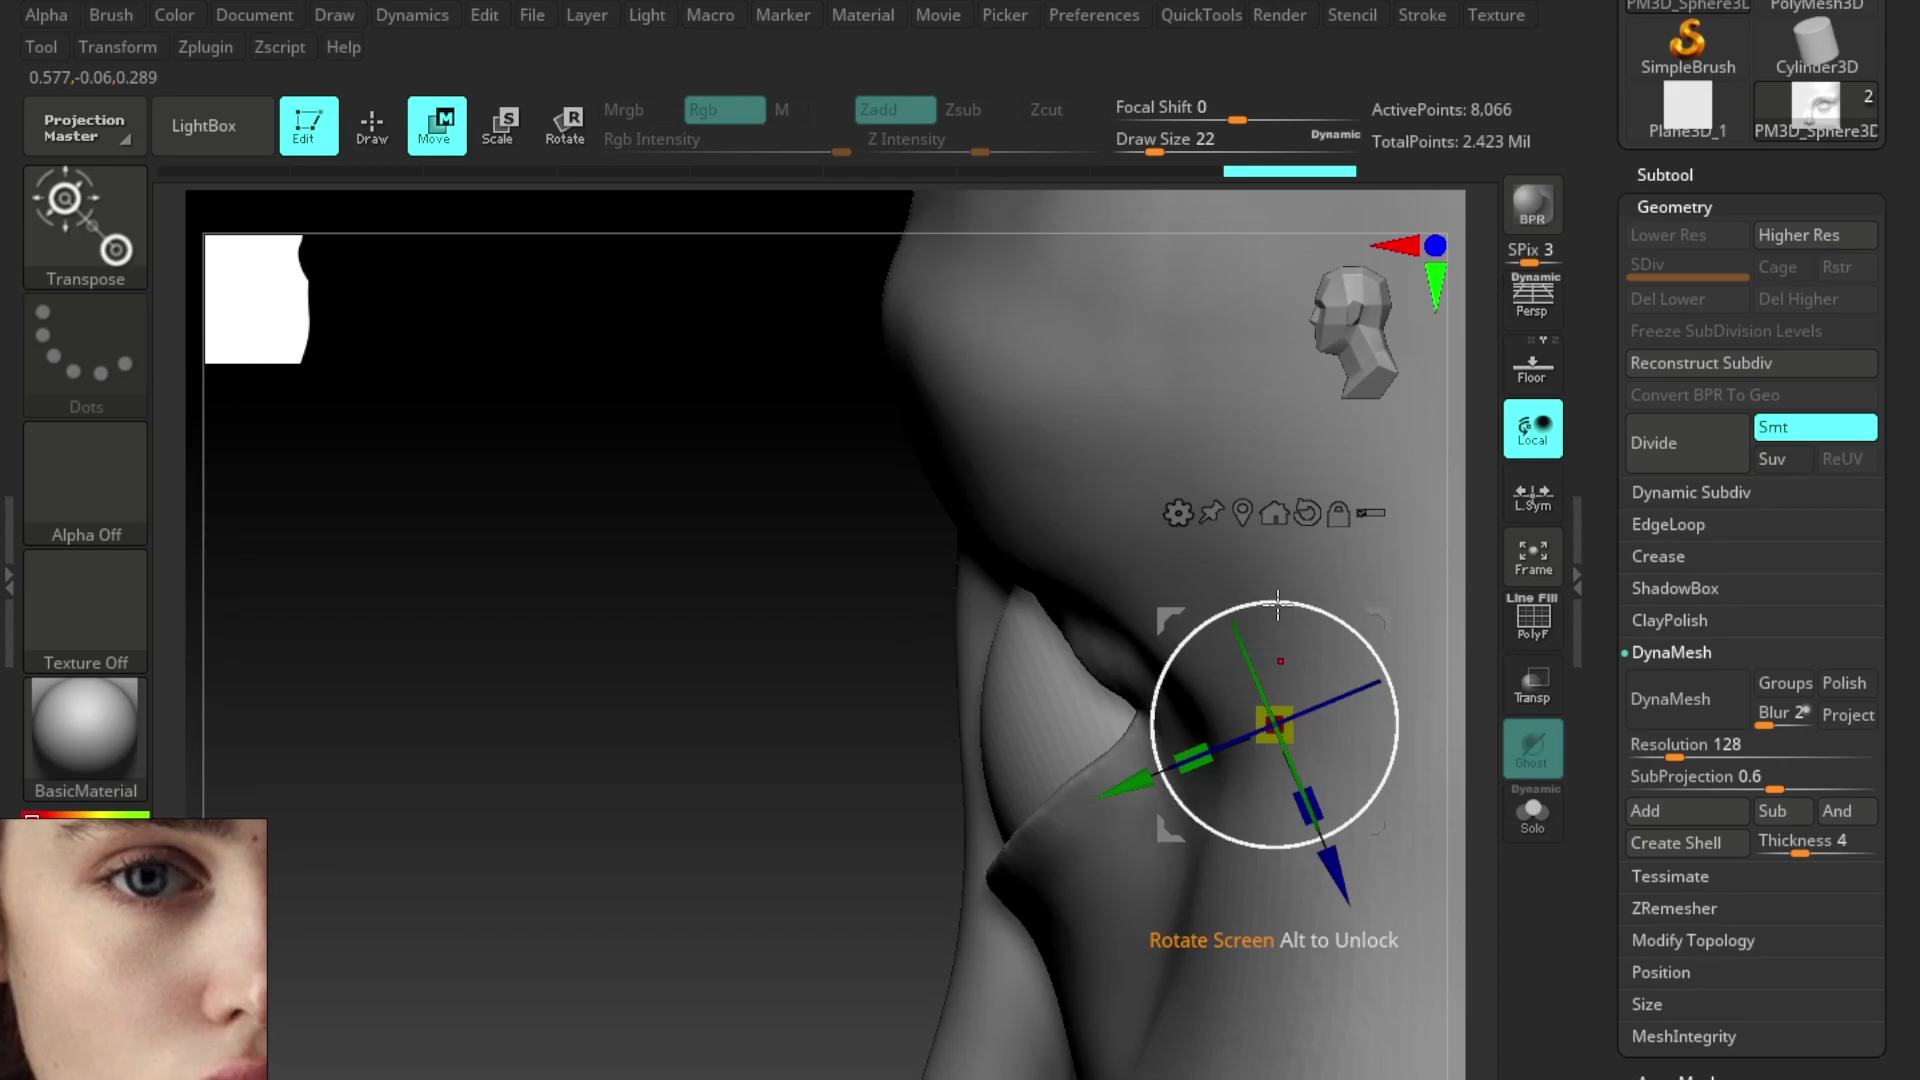 Alpha Brush Color Document Draw Dynamics Edit File Layer Light Macro Marker Material Movie Picker Preferences QuickTools Render Stencil Stroke Texture
Tool Transform Zplugin Zscript Help
0.577,-0.06,0.289
Projection Master
LightBox
Edit
Draw
Move
M
Scale
S
Rotate
R
Mrgb Rgb M
Rgb Intensity
Zadd Zsub Zcut
Z Intensity
Focal Shift 0
Draw Size 22
Dynamic
ActivePoints: 8,066
TotalPoints: 2.423 Mil
Transpose
Dots
Alpha Off
Texture Off
BasicMaterial
Rotate Screen Alt to Unlock
BPR
SPix 3
Dynamic
Persp
Floor
Local
L.Sym
Frame
Line Fill
PolyF
Transp
Ghost
Dynamic
Solo
PM3D_Sphere3D PolyMesh3D
SimpleBrush Cylinder3D
2
Plane3D_1 PM3D_Sphere3D
Subtool
Geometry
Lower Res Higher Res
SDiv Cage Rstr
Del Lower Del Higher
Freeze SubDivision Levels
Reconstruct Subdiv
Convert BPR To Geo
Divide Smt
Suv ReUV
Dynamic Subdiv
EdgeLoop
Crease
ShadowBox
ClayPolish
DynaMesh
DynaMesh Groups Polish
Blur 2 Project
Resolution 128
SubProjection 0.6
Add Sub And
Create Shell Thickness 4
Tessimate
ZRemesher
Modify Topology
Position
Size
MeshIntegrity